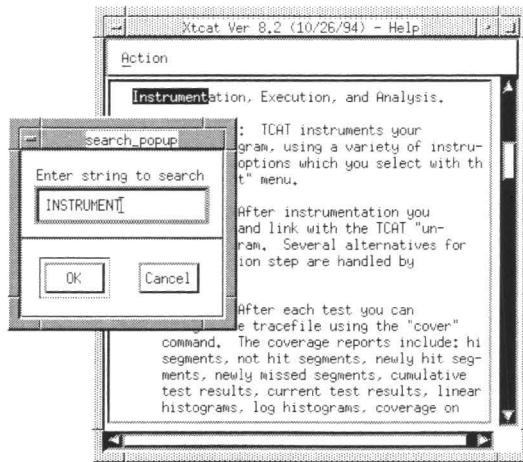 Xtcat Ver 8.2 (10/26/94) - Help
Action
Instrumentation, Execution, and Analysis.
: TCAT instruments your
gram, using a variety of instru-
options which you select with th
t" menu.
After instrumentation you
and link with the TCAT "un-
ram. Several alternatives for
ion step are handled by
After each test you can
e tracefile using the "cover"
command. The coverage reports include: hi
segments, not hit segments, newly hit seg-
ments, newly missed segments, cumulative
test results, current test results, linear
histograms, log histograms, coverage on
search_popup
Enter string to search
INSTRUMENT
OK
Cancel